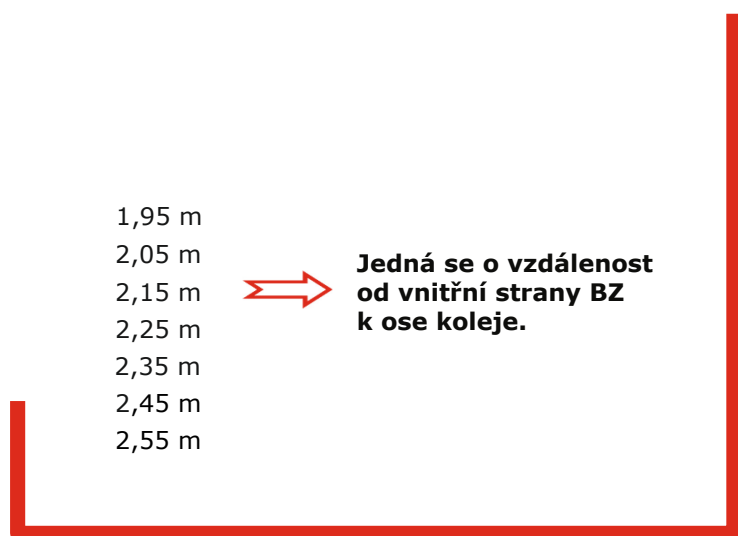 1,95 m
2,05 m
2,15 m
2,25 m
2,35 m
2,45 m
2,55 m
Jedná se o vzdálenost
od vnitřní strany BZ
k ose koleje.